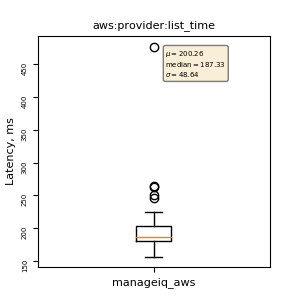 aws:provider:list_time
Latency, ms
450
400
350
300
250
200
150
μ = 200.26
median = 187.33
σ = 48.64
manageiq_aws